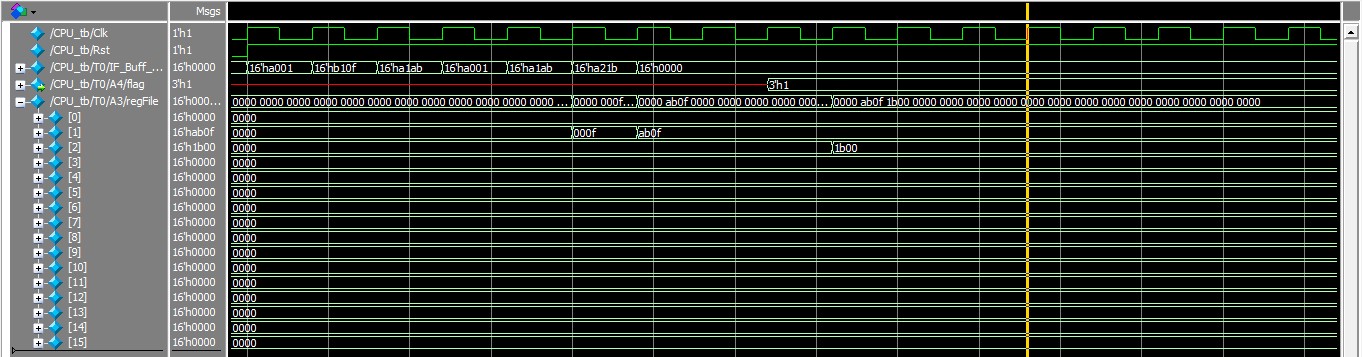 Msgs
/CPU_tb/Clk 1'h1
/CPU_tb/Rst 1'h1
/CPU_tb/T0/IF_Buff_... 16'h0000 16'ha001 16'hb10f 16'ha1ab 16'ha001 16'ha1ab 16'ha21b 16'h0000
/CPU_tb/T0/A4/flag 3'h1 3'h1
/CPU_tb/T0/A3/regFile 16'h000... 0000 0000 0000 0000 0000 0000 0000 ... 0000 000f... 0000 ab0f 0000 0000 0000 0000 ... 0000 ab0f 1b00 0000 0000 0000 0000 0000 0000 0000 0000 0000 0000 0000 0000 0000
[0] 16'h0000 0000
[1] 16'hab0f 0000 000f ab0f
[2] 16'h1b00 0000 1b00
[3] 16'h0000 0000
[4] 16'h0000 0000
[5] 16'h0000 0000
[6] 16'h0000 0000
[7] 16'h0000 0000
[8] 16'h0000 0000
[9] 16'h0000 0000
[10] 16'h0000 0000
[11] 16'h0000 0000
[12] 16'h0000 0000
[13] 16'h0000 0000
[14] 16'h0000 0000
[15] 16'h0000 0000